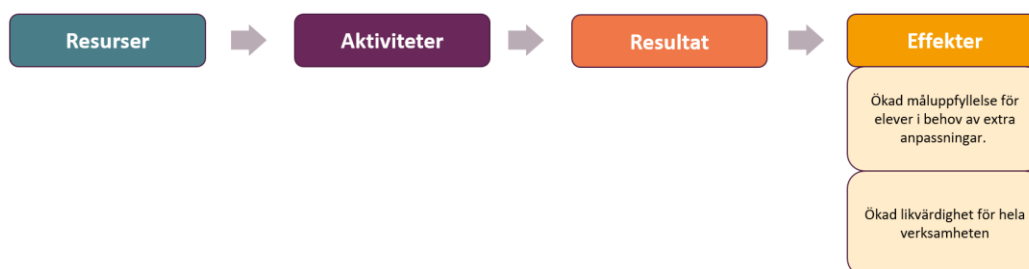 Resurser
Aktiviteter
Resultat
Effekter
Ökad måluppfyllelse för
elever i behov av extra
anpassningar.
Ökad likvärdighet för hela
verksamheten